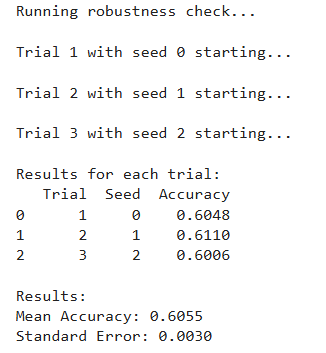 Running robustness check...
Trial 1 with seed 0 starting...
Trial 2 with seed 1 starting...
Trial 3 with seed 2 starting...
Results for each trial:
Trial Seed Accuracy
0 1 0 0.6048
1 2 1 0.6110
2 3 2 0.6006
Results:
Mean Accuracy: 0.6055
Standard Error: 0.0030